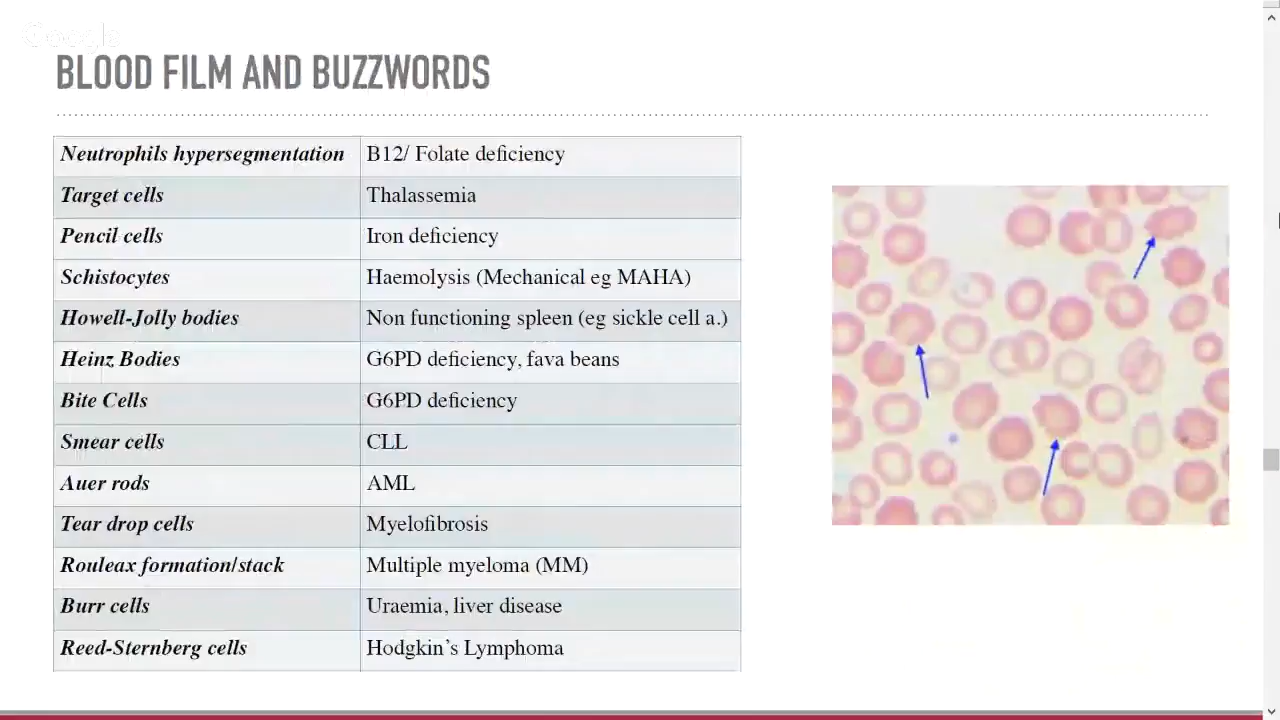 Google
BLOOD FILM AND BUZZWORDS
Neutrophils hypersegmentation B12/ Folate deficiency
Target cells Thalassemia
Pencil cells Iron deficiency
Schistocytes Haemolysis (Mechanical eg MAHA)
Howell-Jolly bodies Non functioning spleen (eg sickle cell a.)
Heinz Bodies G6PD deficiency, fava beans
Bite Cells G6PD deficiency
Smear cells CLL
Auer rods AML
Tear drop cells Myelofibrosis
Rouleax formation/stack Multiple myeloma (MM)
Burr cells Uraemia, liver disease
Reed-Sternberg cells Hodgkin’s Lymphoma